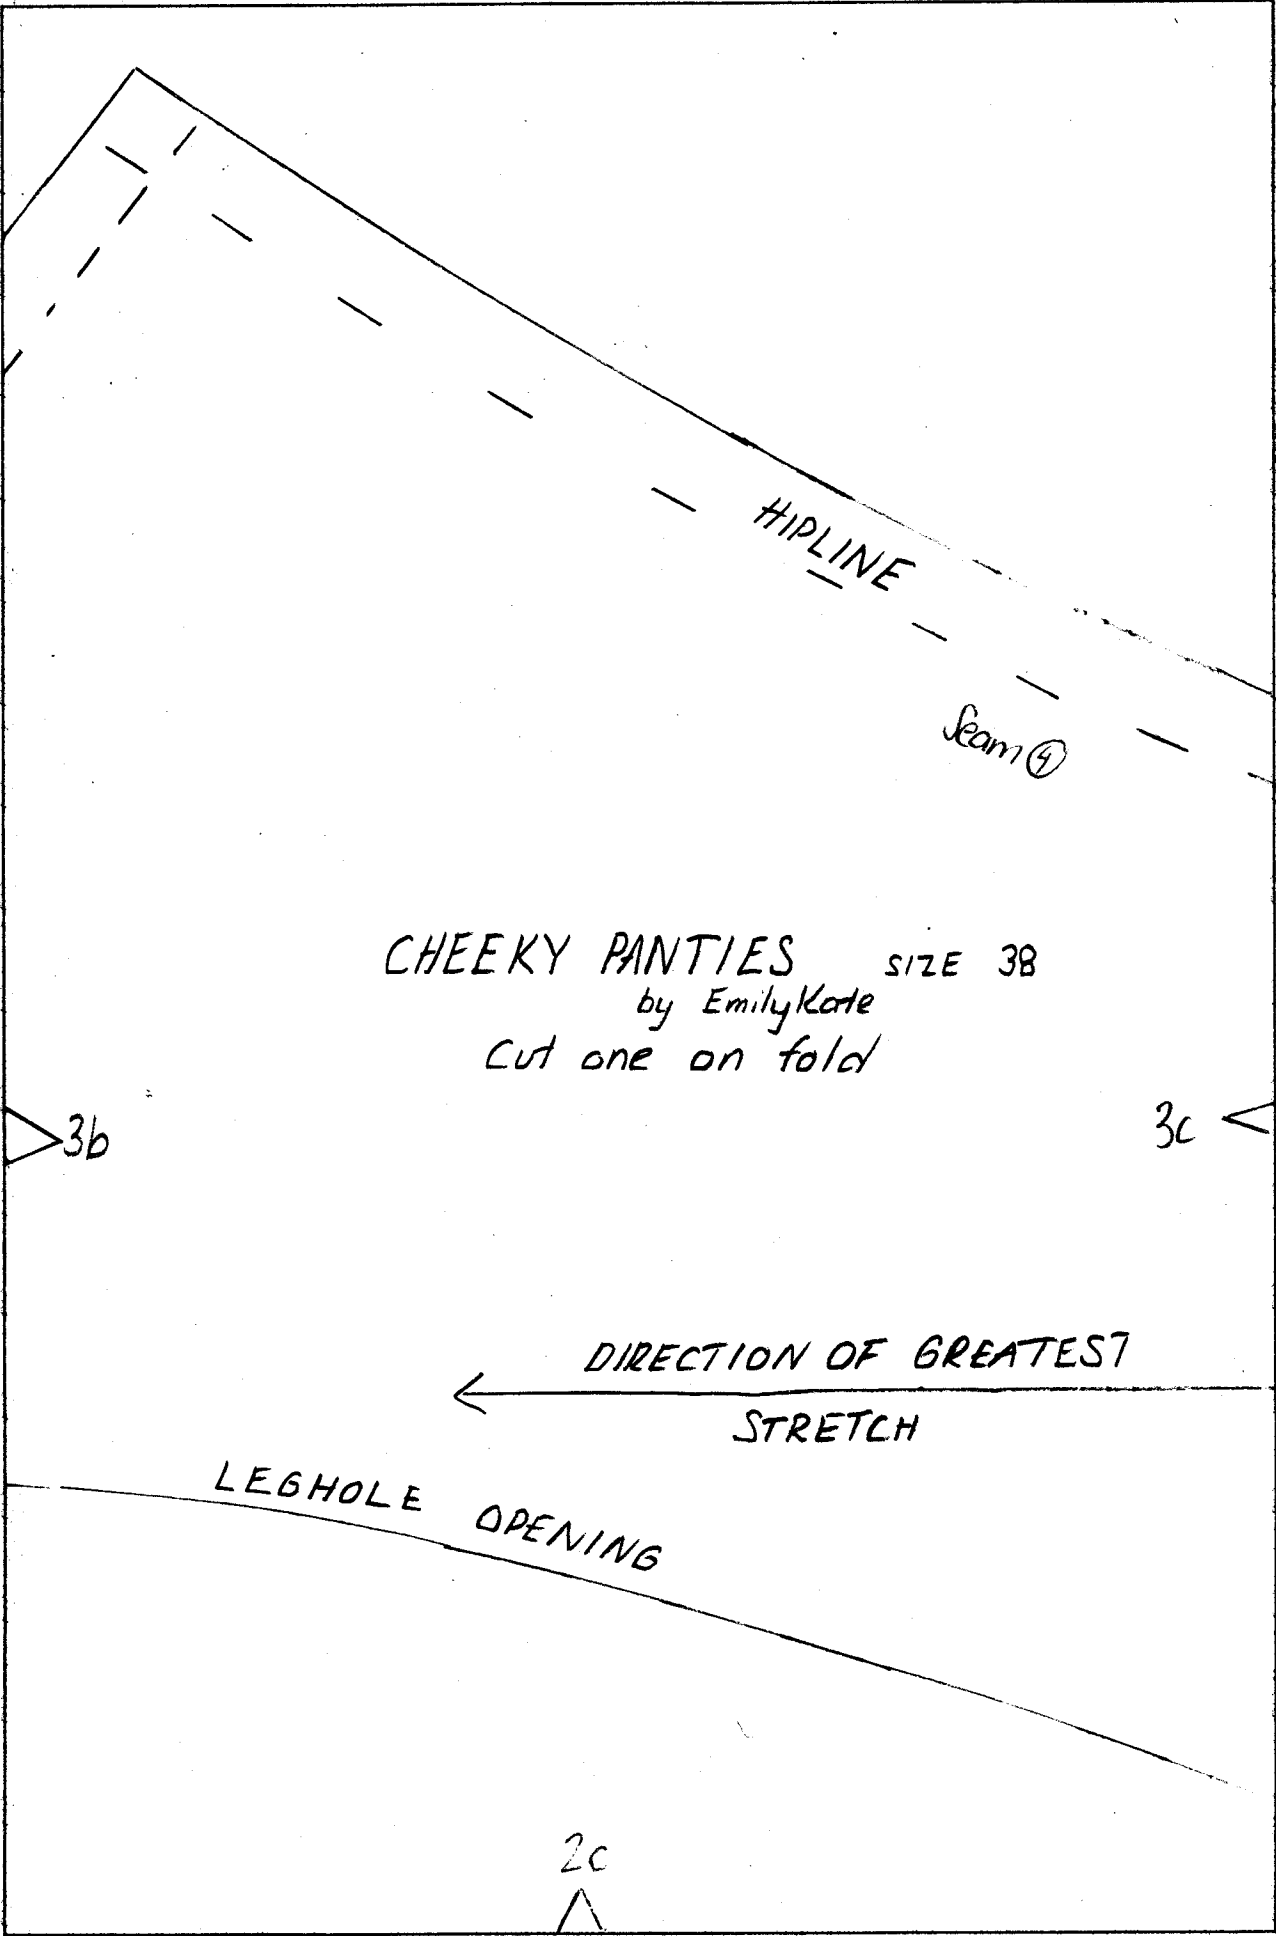 HIPLINE
Seam 4
CHEEKY PANTIES SIZE 38
by EmilyKate
Cut one on fold
3b
3c
DIRECTION OF GREATEST
STRETCH
LEGHOLE OPENING
2c